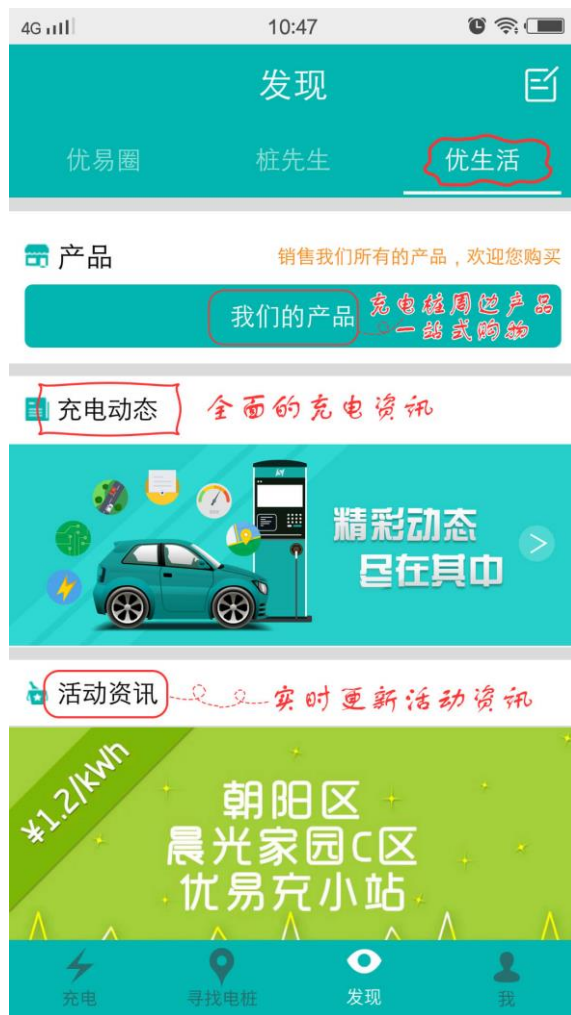 4G 10:47
发现
优易圈 桩先生 优生活
产品 销售我们所有的产品，欢迎您购买
我们的产品 充电桩周边产品
一站式购物
充电动态 全面的充电资讯
精彩动态
尽在其中
活动资讯 实时更新活动资讯
¥1.2/kWh
朝阳区
晨光家园C区
优易充小站
充电 寻找电桩 发现 我